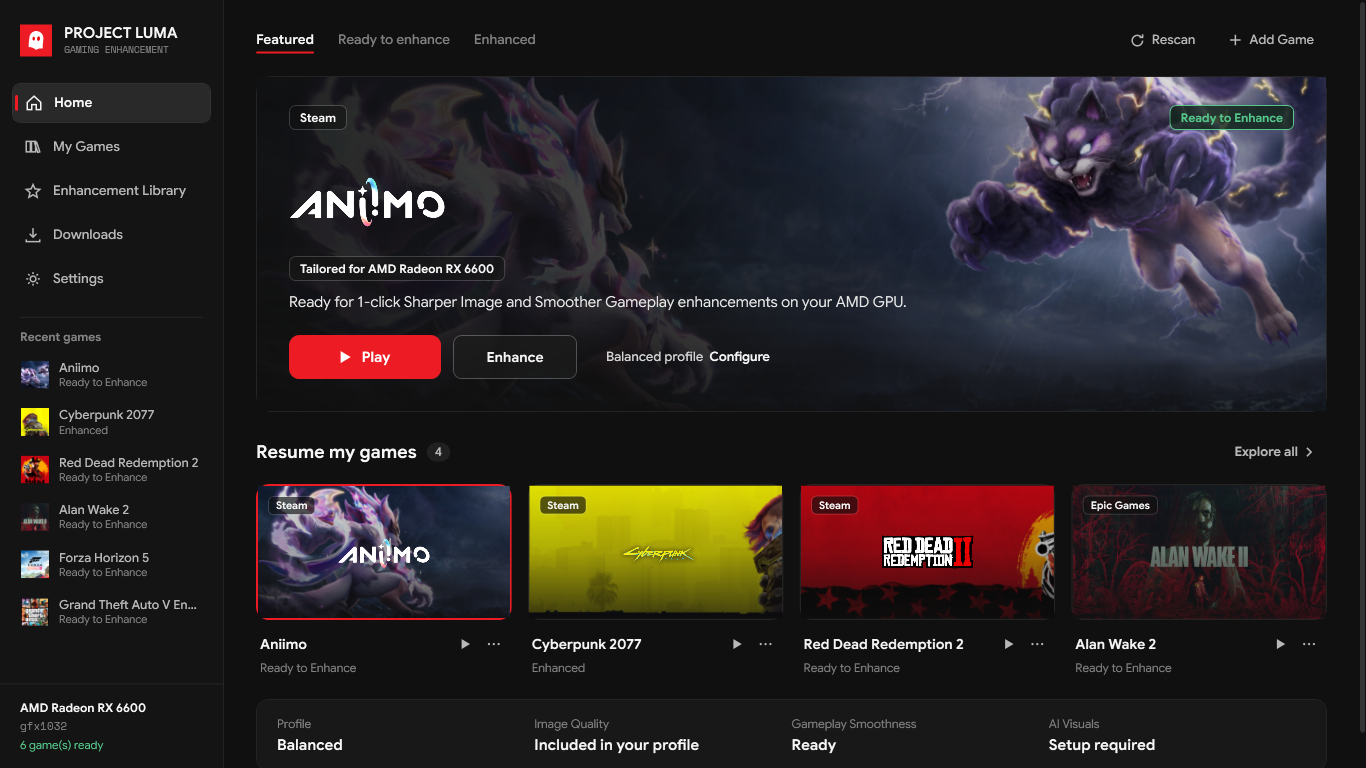 PROJECT LUMA
GAMING ENHANCEMENT
Home
My Games
Enhancement Library
Downloads
Settings
Recent games
Aniimo
Ready to Enhance
Cyberpunk 2077
Enhanced
Red Dead Redemption 2
Ready to Enhance
Alan Wake 2
Ready to Enhance
Forza Horizon 5
Ready to Enhance
Grand Theft Auto V En...
Ready to Enhance
AMD Radeon RX 6600
gfx1032
6 game(s) ready
Featured Ready to enhance Enhanced
Rescan Add Game
Steam
Ready to Enhance
ANIIMO
Tailored for AMD Radeon RX 6600
Ready for 1-click Sharper Image and Smoother Gameplay enhancements on your AMD GPU.
Play Enhance Balanced profile Configure
Resume my games 4
Explore all
Steam
ANIIMO
Aniimo
Ready to Enhance
Steam
CYBERPUNK
Cyberpunk 2077
Enhanced
Steam
RED DEAD
REDEMPTION II
Red Dead Redemption 2
Ready to Enhance
Epic Games
ALAN WAKE II
Alan Wake 2
Ready to Enhance
Profile
Balanced
Image Quality
Included in your profile
Gameplay Smoothness
Ready
AI Visuals
Setup required